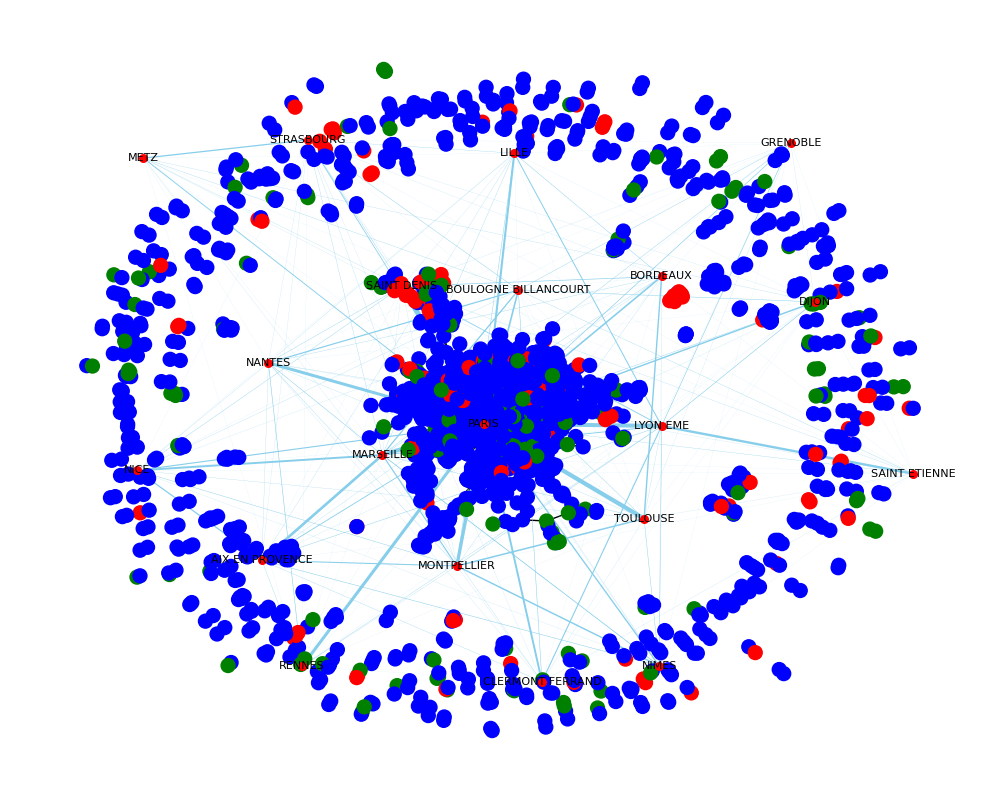 STRASBOURG
GRENOBLE
METZ
LILLE
BORDEAUX
SAINT DENIS
BOULOGNE BILLANCOURT
DIJON
NANTES
PARIS
LYON EME
MARSEILLE
NICE
SAINT ETIENNE
TOULOUSE
AIX EN PROVENCE
MONTPELLIER
RENNES
NIMES
CLERMONT FERRAND